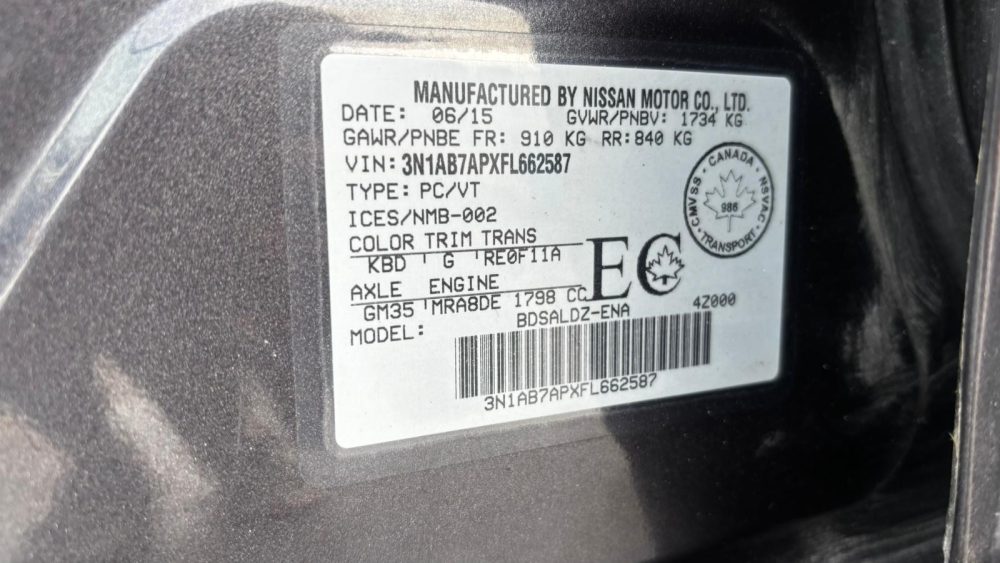 MANUFACTURED BY NISSAN MOTOR CO., LTD.
DATE: 06/15 GVWR/PNBV: 1734 KG
GAWR/PNBE FR: 910 KG RR:840 KG
VIN: 3N1AB7APXFL662587
TYPE: PC/VT
ICES/NMB-002
COLOR TRIM TRANS
KBD ' G 'RE0F11A
AXLE ENGINE
GM35 'MRA8DE 1798 CC
MODEL: BDSALDZ-ENA 4Z000
3N1AB7APXFL662587
EC
CANADA
CMVSS · NSVAC
986
TRANSPORT